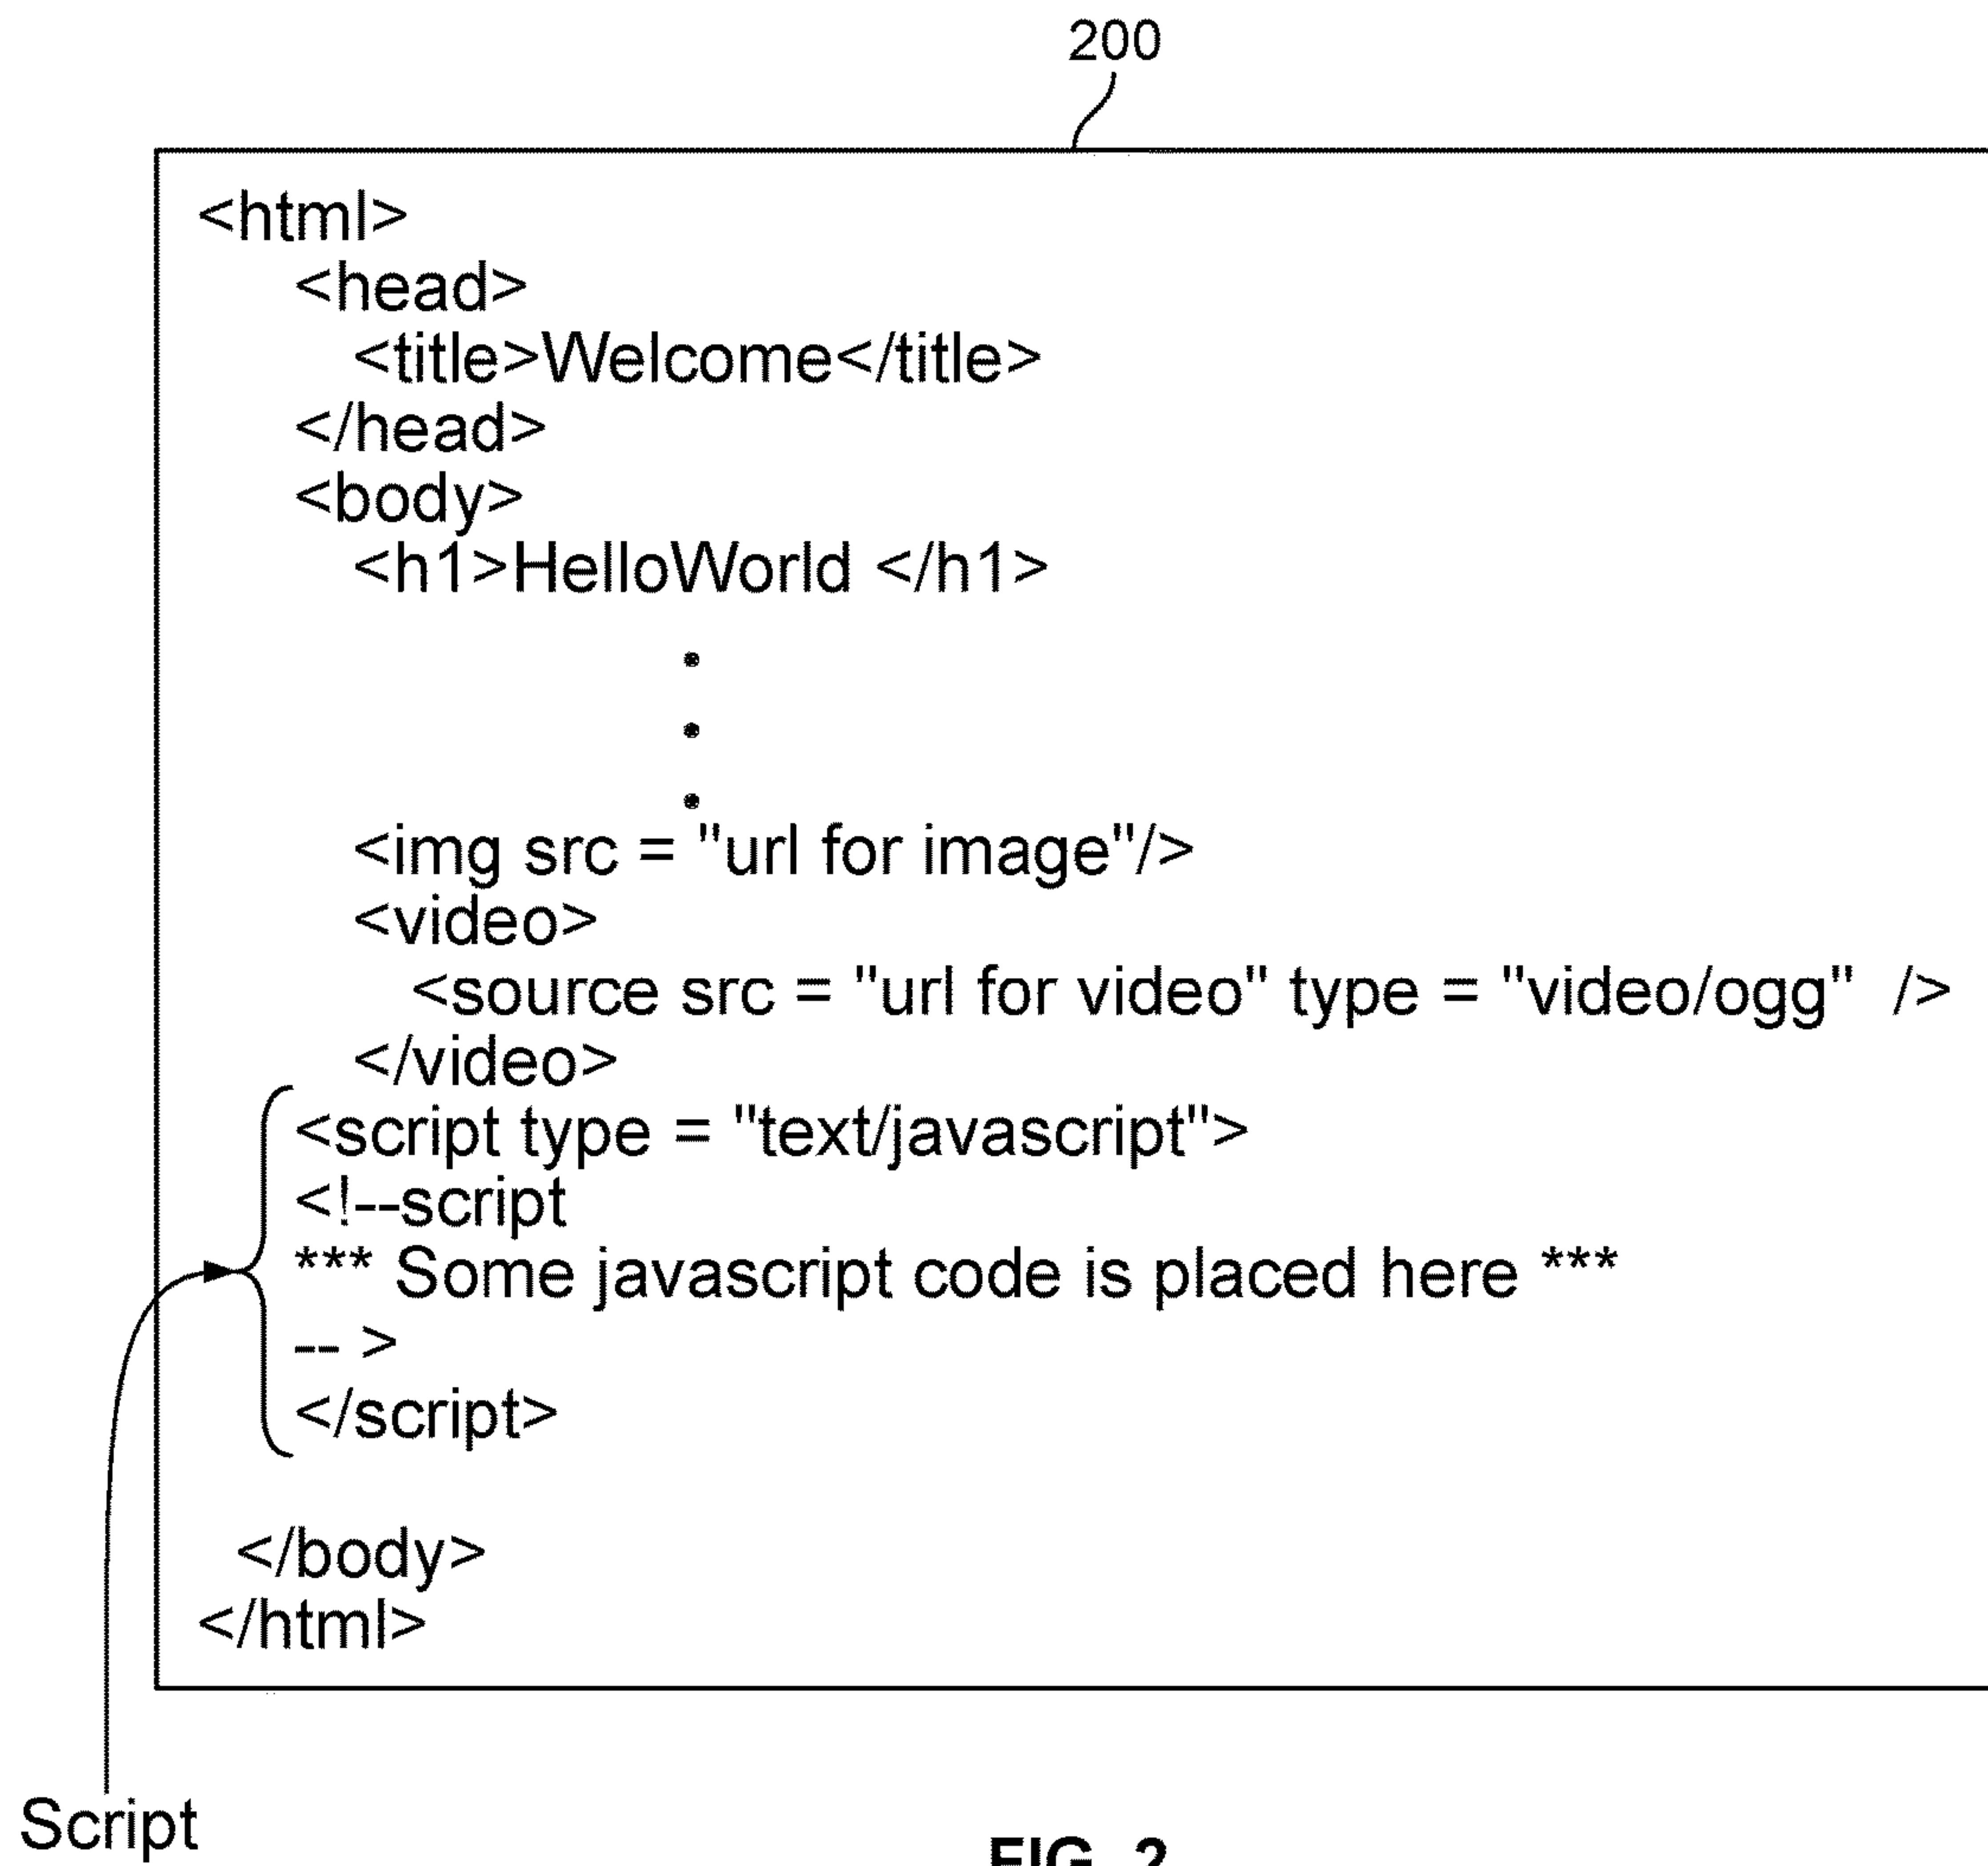 200
<html>
<head>
<title>Welcome</title>
</head>
<body>
<h1>HelloWorld </h1>
<img src = "url for image"/>
<video>
<source src = "url for video" type = "video/ogg" />
</video>
<script type = "text/javascript">
<!--script
*** Some javascript code is placed here ***
-- >
</script>
</body>
</html>
Script
FIG. 2